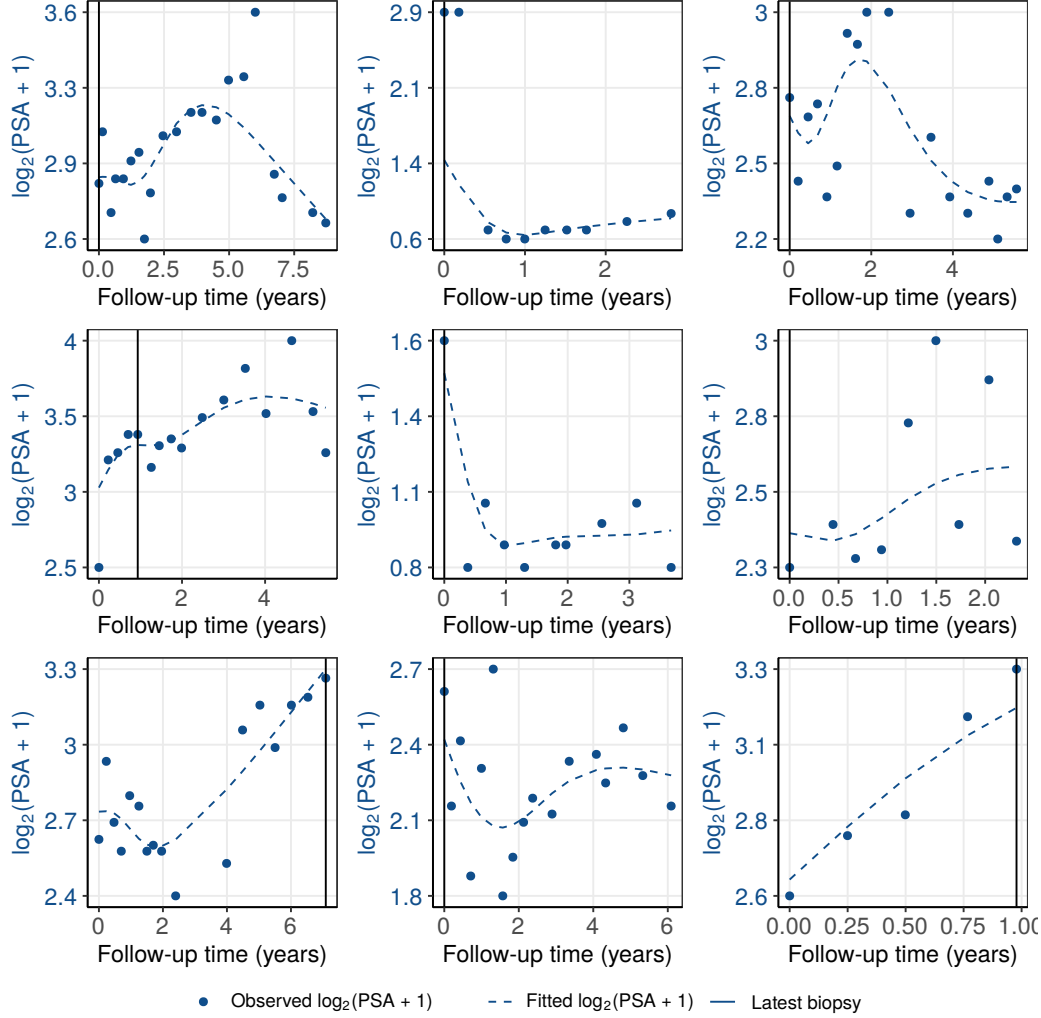 log₂(PSA + 1)
3.6
3.3
2.9
2.6
0.0 2.5 5.0 7.5
Follow-up time (years)
log₂(PSA + 1)
2.9
2.1
1.4
0.6
0 1 2
Follow-up time (years)
log₂(PSA + 1)
3
2.8
2.5
2.2
0 2 4
Follow-up time (years)
log₂(PSA + 1)
4
3.5
3
2.5
0 2 4
Follow-up time (years)
log₂(PSA + 1)
1.6
1.4
1.1
0.8
0 1 2 3
Follow-up time (years)
log₂(PSA + 1)
3
2.8
2.5
2.3
0.0 0.5 1.0 1.5 2.0
Follow-up time (years)
log₂(PSA + 1)
3.3
3
2.7
2.4
0 2 4 6
Follow-up time (years)
log₂(PSA + 1)
2.7
2.4
2.1
1.8
0 2 4 6
Follow-up time (years)
log₂(PSA + 1)
3.3
3.1
2.8
2.6
0.00 0.25 0.50 0.75 1.00
Follow-up time (years)
Observed log₂(PSA + 1) Fitted log₂(PSA + 1) Latest biopsy